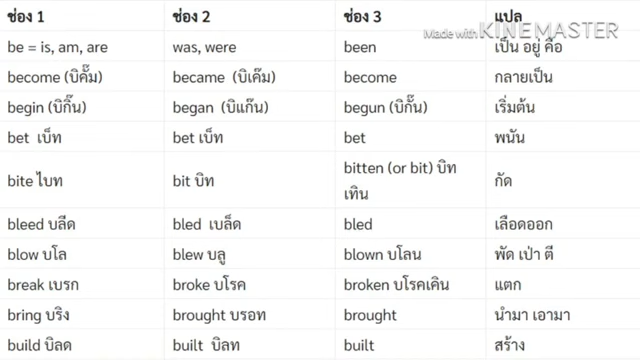 ช่อง 1 ช่อง 2 ช่อง 3 แปล
Made with KINEMASTER
be = is, am, are was, were been เป็น อยู่ คือ
become (บิคั๊ม) became (บิเค๊ม) become กลายเป็น
begin (บิกิ๊น) began (บิแก๊น) begun (บิกั๊น) เริ่มต้น
bet เบ็ท bet เบ็ท bet พนัน
bite ไบท bit บิท bitten (or bit) บิท
เทิน กัด
bleed บลีด bled เบล็ด bled เลือดออก
blow บโล blew บลู blown บโลน พัด เป่า ตี
break เบรก broke บโรค broken บโรคเคิน แตก
bring บริง brought บรอท brought นำมา เอามา
build บิลด built บิลท built สร้าง